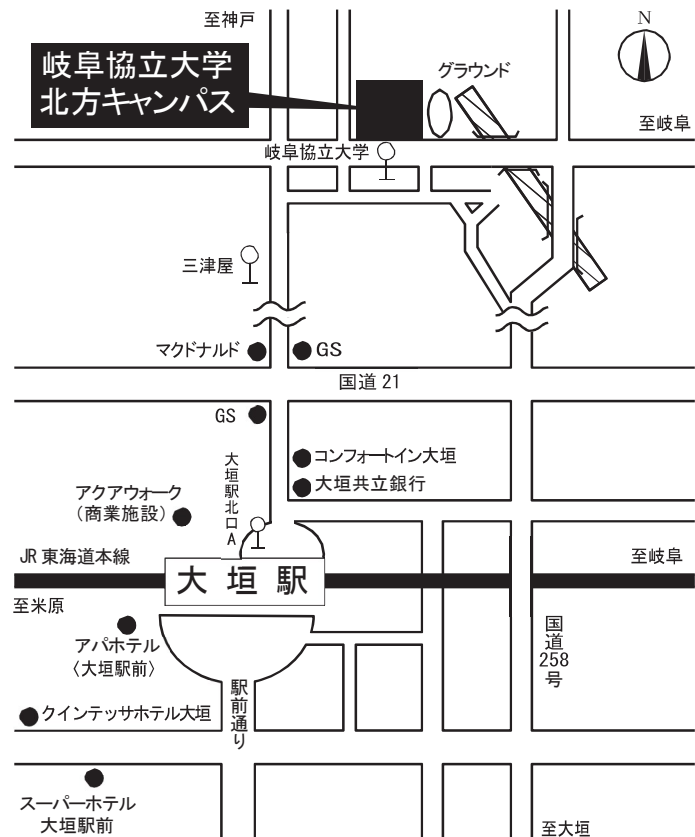 至神戸
N
岐阜協立大学
北方キャンパス
グラウンド
至岐阜
岐阜協立大学
三津屋
マクドナルド
GS
国道 21
GS
コンフォートイン大垣
大垣共立銀行
大垣駅北口A
アクアウォーク
(商業施設)
JR 東海道本線
至岐阜
大垣駅
至米原
アパホテル
〈大垣駅前〉
国道258号
クインテッサホテル大垣
駅前通り
スーパーホテル
大垣駅前
至大垣